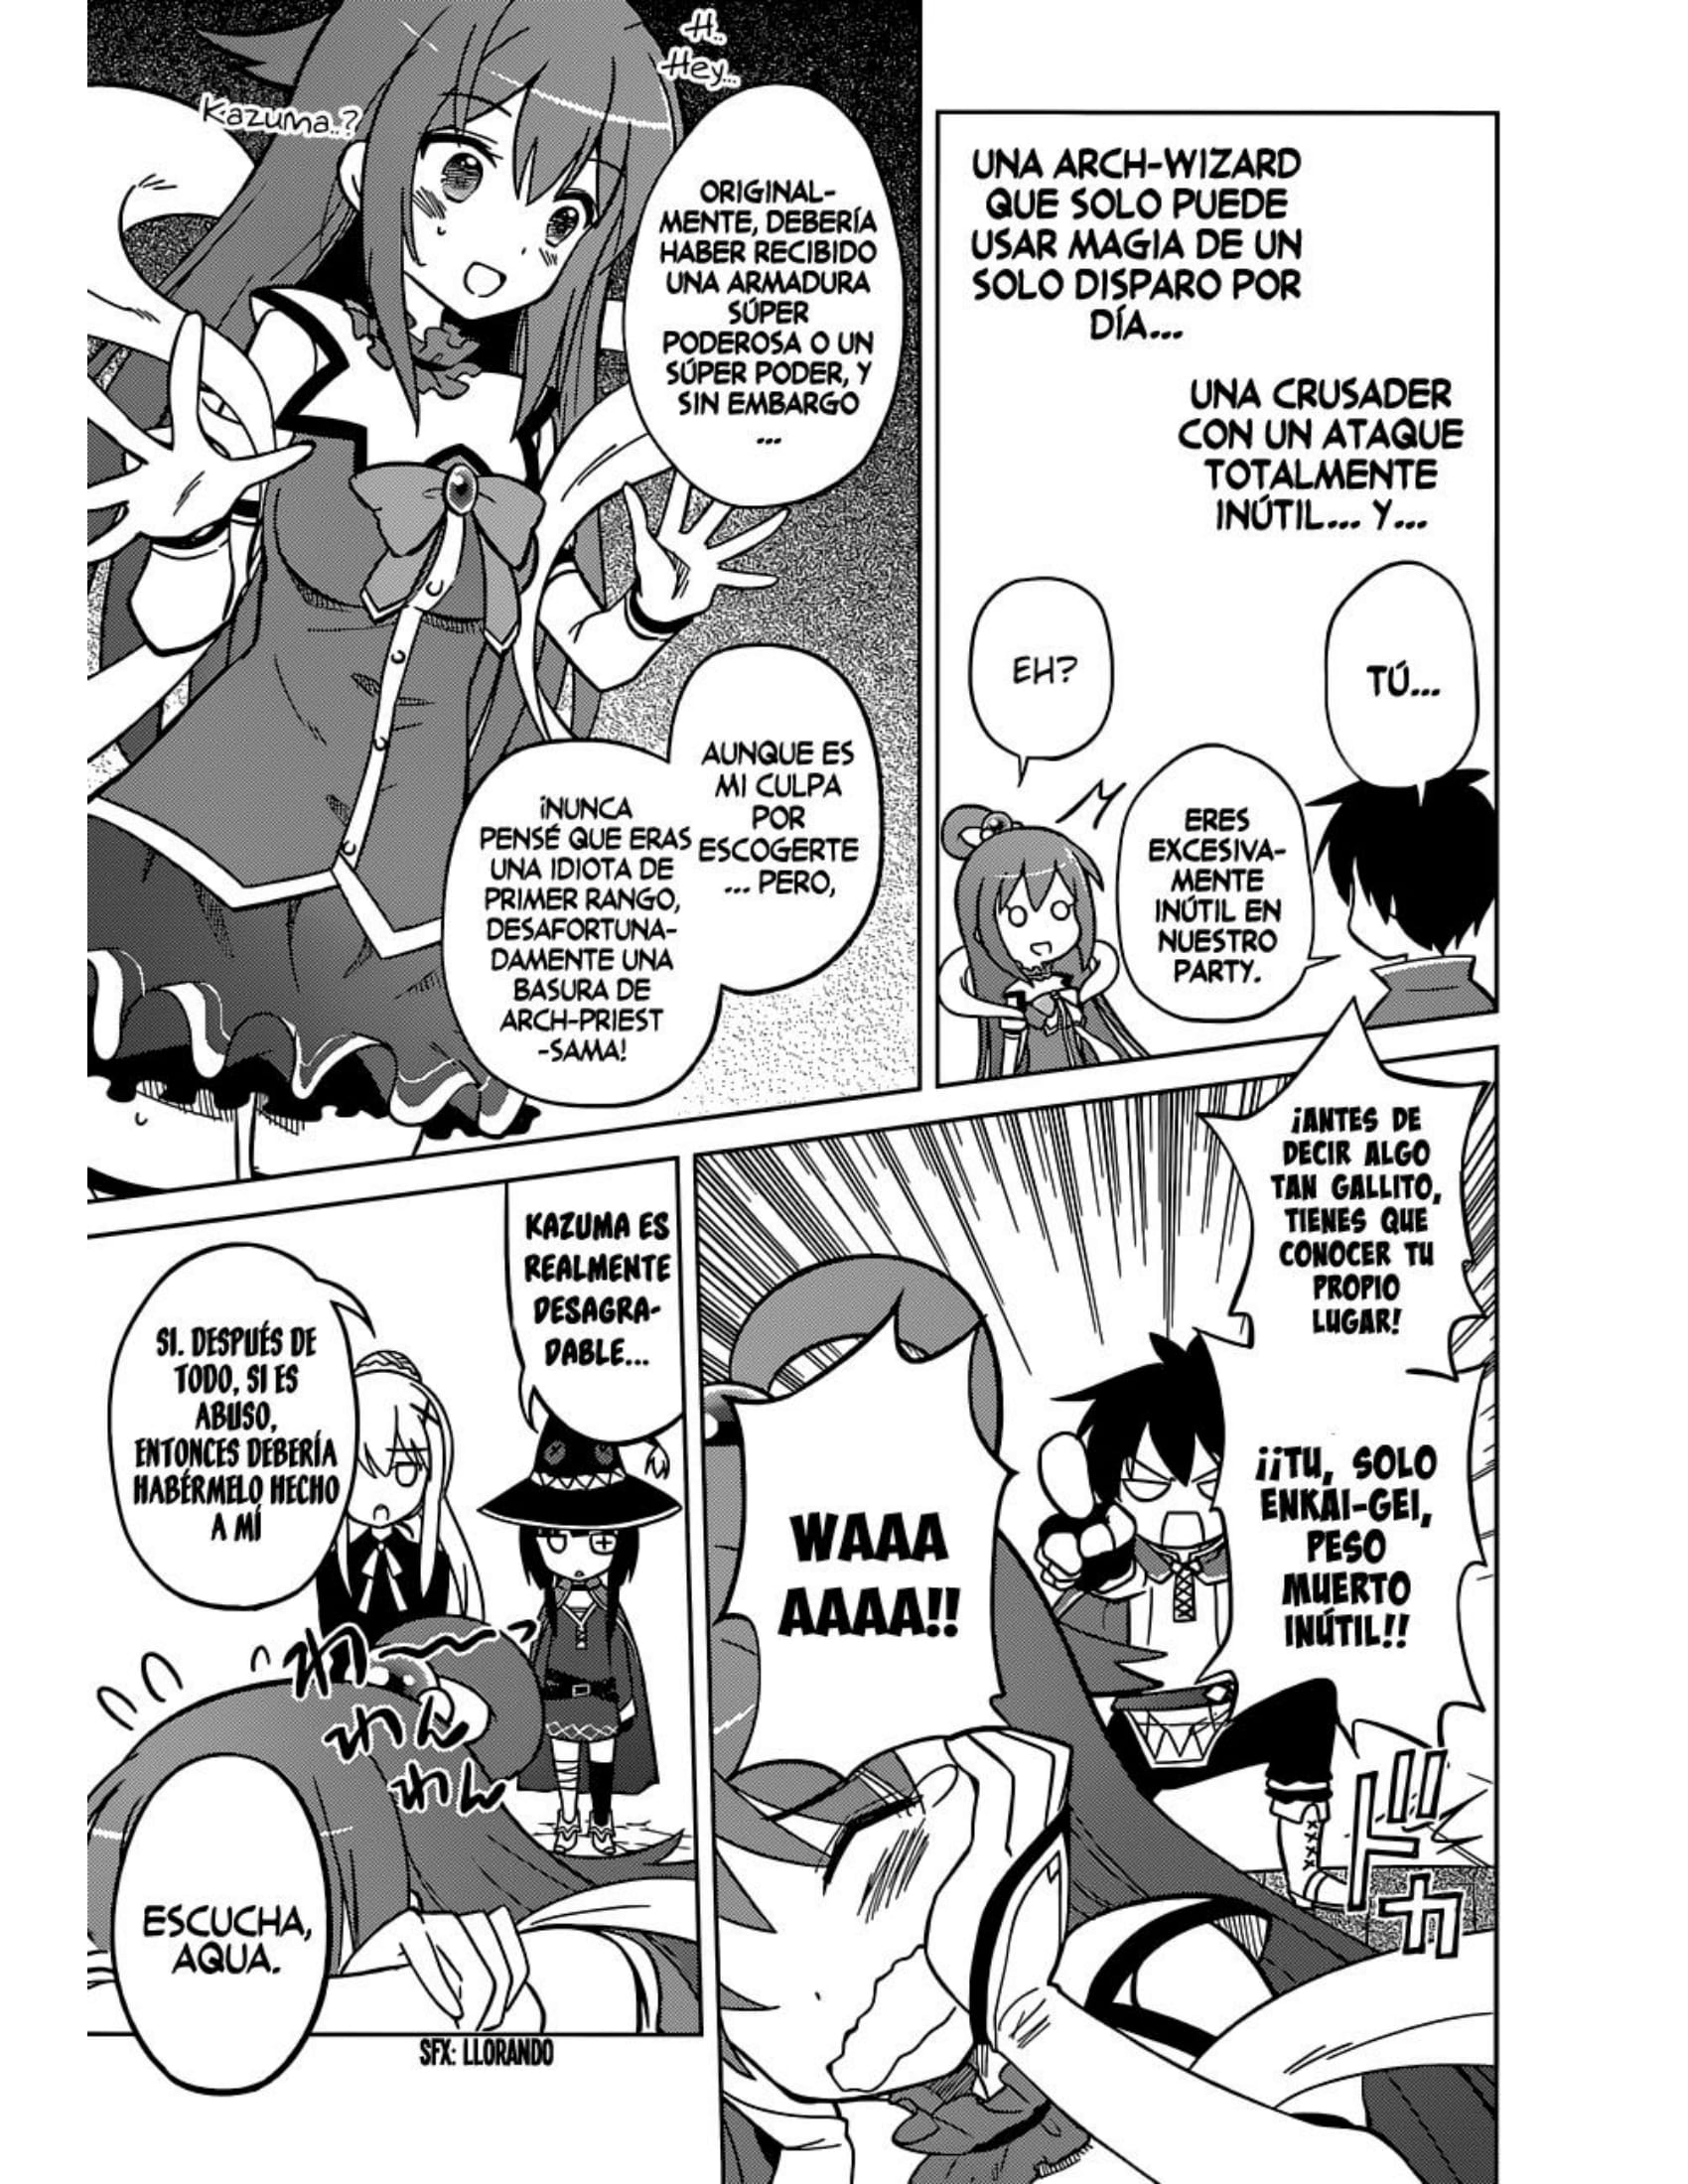 UNA ARCH-WIZARD
QUE SOLO PUEDE
USAR MAGIA DE UN
SOLO DISPARO POR
DÍA...
UNA CRUSADER
CON UN ATAQUE
TOTALMENTE
INÚTIL... Y...
TÚ...
ERES
EXCESIVA-
MENTE
INÚTIL EN
NUESTRO
PARTY.
EH?
H..
Hey...
Kazuma..?
ORIGINAL-
MENTE, DEBERÍA
HABER RECIBIDO
UNA ARMADURA
SÚPER
PODEROSA O UN
SÚPER PODER, Y
SIN EMBARGO
...
AUNQUE ES
MI CULPA
POR
ESCOGERTE
... PERO,
¡NUNCA
PENSÉ QUE ERAS
UNA IDIOTA DE
PRIMER RANGO,
DESAFORTUNA-
DAMENTE UNA
BASURA DE
ARCH-PRIEST
-SAMA!
¡ANTES DE
DECIR ALGO
TAN GALLITO,
TIENES QUE
CONOCER TU
PROPIO
LUGAR!
¡¡TU, SOLO
ENKAI-GEI,
PESO
MUERTO
INÚTIL!!
ドドカ
WAAA
AAAA!!
KAZUMA ES
REALMENTE
DESAGRA-
DABLE...
SI. DESPUÉS DE
TODO, SI ES
ABUSO,
ENTONCES DEBERÍA
HABÉRMELO HECHO
A MÍ
わ～～っ
わん
わん
ESCUCHA,
AQUA.
SFX: LLORANDO